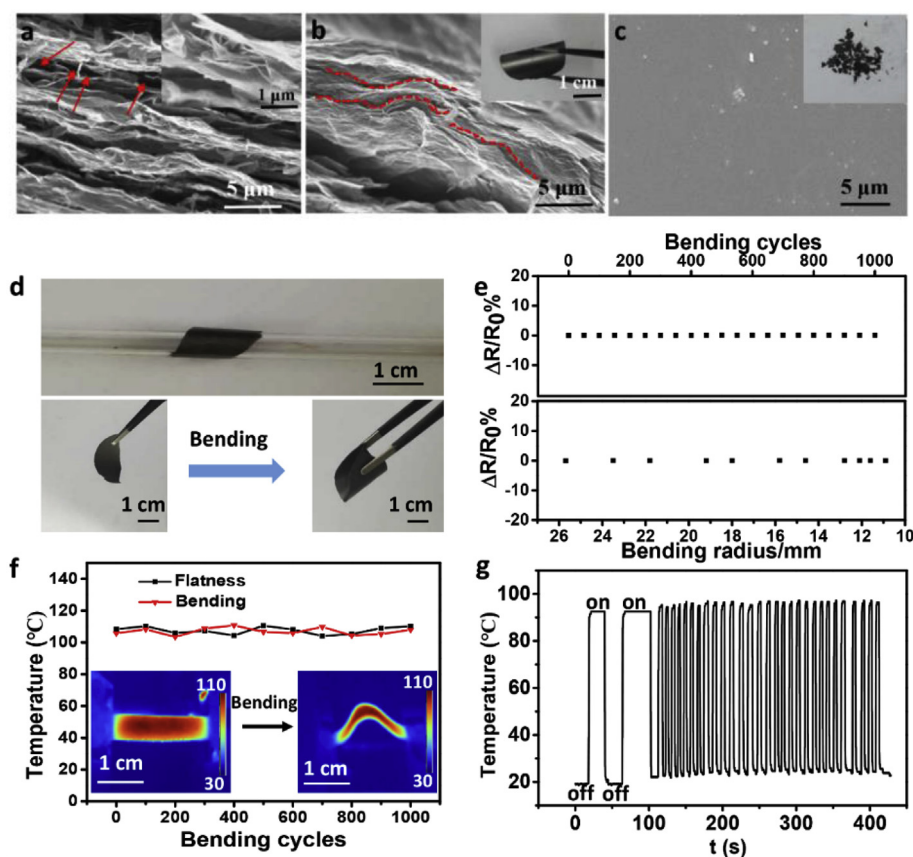 a
1 μm
5 μm
b
1 cm
5 μm
c
5 μm
d
1 cm
Bending
1 cm
1 cm
Bending cycles
0 200 400 600 800 1000
e
20
10
0
-10
ΔR/R0%
20
10
0
-10
-20
ΔR/R0%
26 24 22 20 18 16 14 12 10
Bending radius/mm
f
140
120
100
80
60
40
20
0
Temperature (℃)
Flatness
Bending
110
30
1 cm
Bending
110
30
1 cm
0 200 400 600 800 1000
Bending cycles
g
100
80
60
40
20
Temperature (℃)
on on
off off
0 100 200 300 400
t (s)